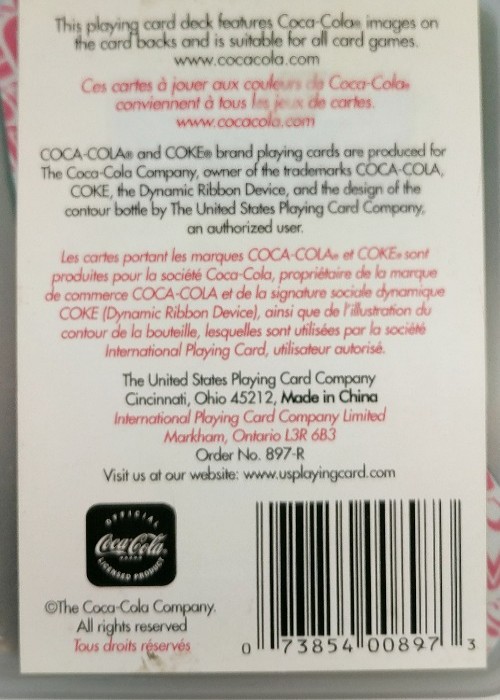 This playing card deck features Coca-Cola® images on
the card backs and is suitable for all card games.
www.cocacola.com
Ces cartes à jouer aux couleurs de Coca-Cola®
conviennent à tous les jeux de cartes.
www.cocacola.com
COCA-COLA® and COKE® brand playing cards are produced for
The Coca-Cola Company, owner of the trademarks COCA-COLA,
COKE, the Dynamic Ribbon Device, and the design of the
contour bottle by The United States Playing Card Company,
an authorized user.
Les cartes portant les marques COCA-COLA® et COKE® sont
produites pour la société Coca-Cola, propriétaire de la marque
de commerce COCA-COLA et de la signature sociale dynamique
COKE (Dynamic Ribbon Device), ainsi que de l'illustration du
contour de la bouteille, lesquelles sont utilisées par la société
International Playing Card, utilisateur autorisé.
The United States Playing Card Company
Cincinnati, Ohio 45212, Made in China
International Playing Card Company Limited
Markham, Ontario L3R 6B3
Order No. 897-R
Visit us at our website: www.usplayingcard.com
OFFICIAL
Coca-Cola
LICENSED PRODUCT
©The Coca-Cola Company.
All rights reserved
Tous droits réservés
0 73854 00897 3